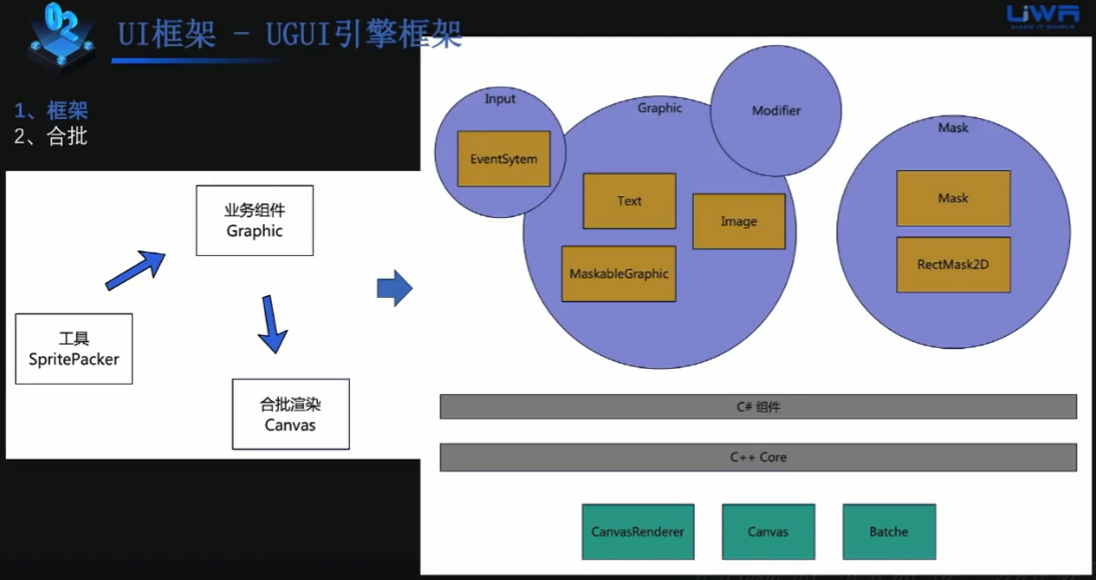 02
UI框架 - UGUI引擎框架
UWA
MAKE IT SIMPLE
1、框架
2、合批
业务组件
Graphic
工具
SpritePacker
合批渲染
Canvas
Input
EventSytem
Graphic
Text
Image
MaskableGraphic
Modifier
Mask
Mask
RectMask2D
C# 组件
C++ Core
CanvasRenderer
Canvas
Batche